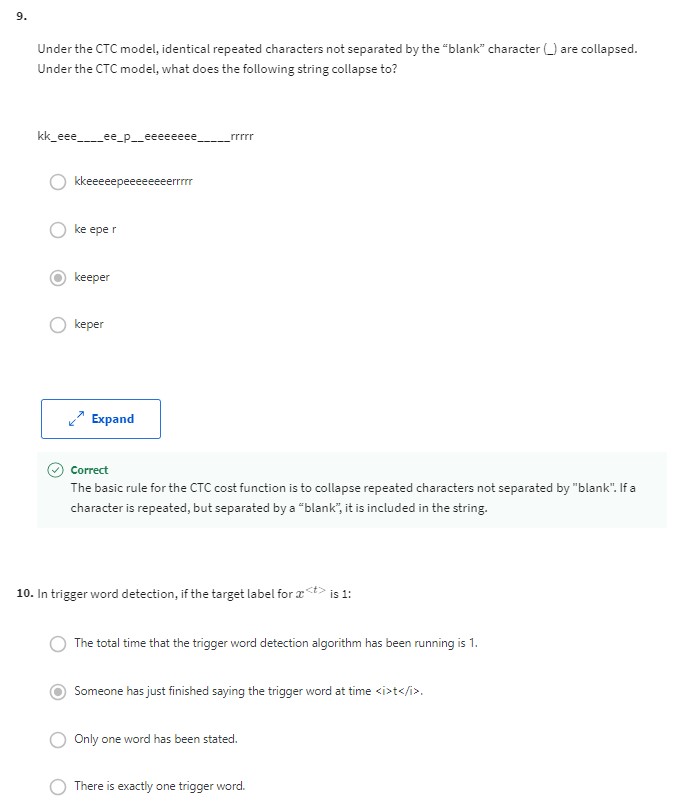 9.
Under the CTC model, identical repeated characters not separated by the “blank” character (_) are collapsed.
Under the CTC model, what does the following string collapse to?
kk_eee____ee_p__eeeeeeee_____rrrrr
kkeeeeepeeeeeeeerrrrr
ke epe r
keeper
keper
Expand
Correct
The basic rule for the CTC cost function is to collapse repeated characters not separated by "blank". If a
character is repeated, but separated by a “blank”, it is included in the string.
10. In trigger word detection, if the target label for x<t> is 1:
The total time that the trigger word detection algorithm has been running is 1.
Someone has just finished saying the trigger word at time <i>t</i>.
Only one word has been stated.
There is exactly one trigger word.